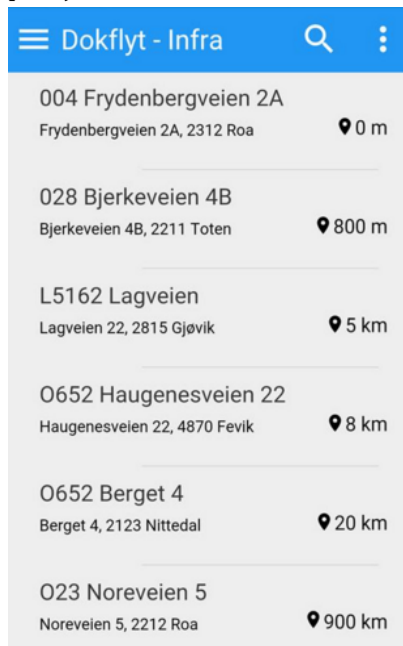 Dokflyt - Infra
004 Frydenbergveien 2A
Frydenbergveien 2A, 2312 Roa 0 m
028 Bjerkeveien 4B
Bjerkeveien 4B, 2211 Toten 800 m
L5162 Lagveien
Lagveien 22, 2815 Gjøvik 5 km
O652 Haugenesveien 22
Haugenesveien 22, 4870 Fevik 8 km
O652 Berget 4
Berget 4, 2123 Nittedal 20 km
O23 Noreveien 5
Noreveien 5, 2212 Roa 900 km